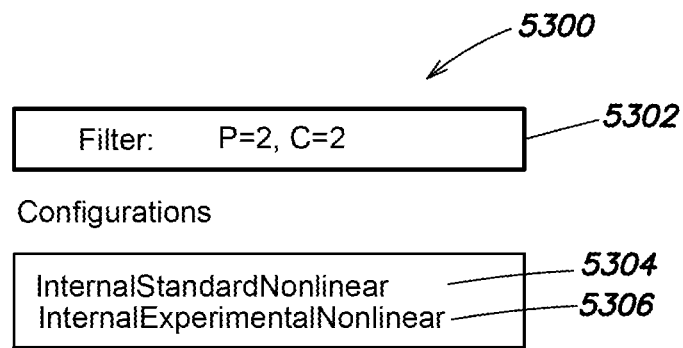 5300
Filter: P=2, C=2 5302
Configurations
InternalStandardNonlinear 5304
InternalExperimentalNonlinear 5306